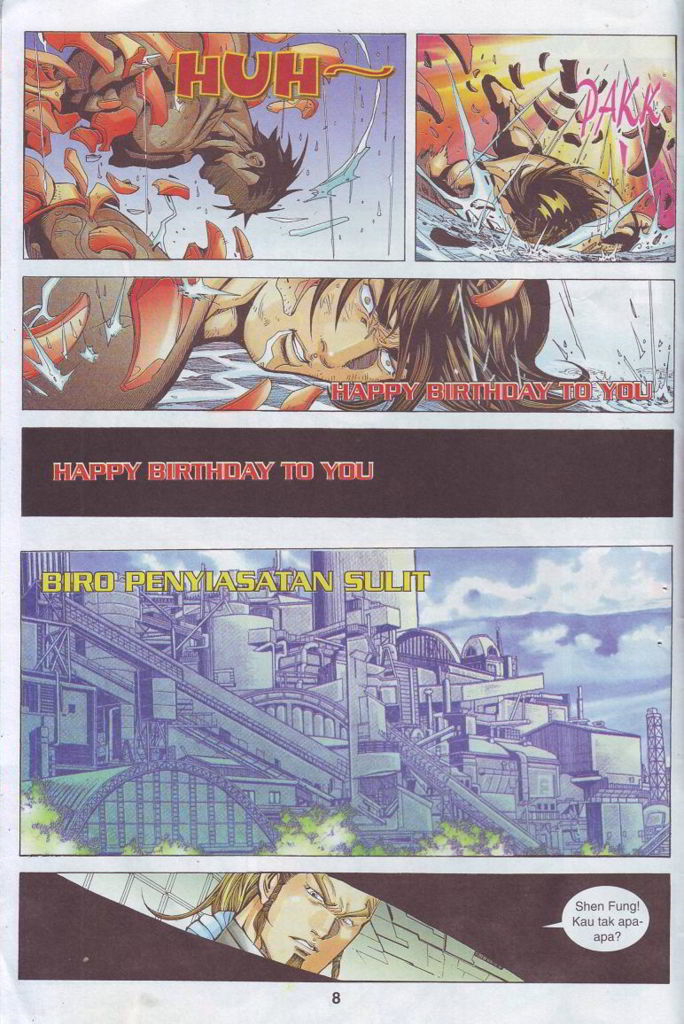 HUH~
PAKK
HAPPY BIRTHDAY TO YOU
HAPPY BIRTHDAY TO YOU
BIRO PENYIASATAN SULIT
Shen Fung!
Kau tak apa-
apa?
8